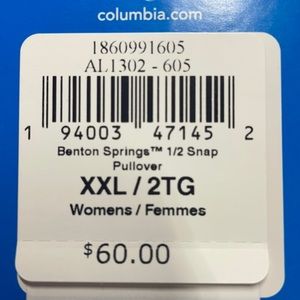 columbia.com
1860991605
AL1302 - 605
1 94003 47145 2
Benton Springs™ 1/2 Snap
Pullover
XXL / 2TG
Womens / Femmes
$60.00